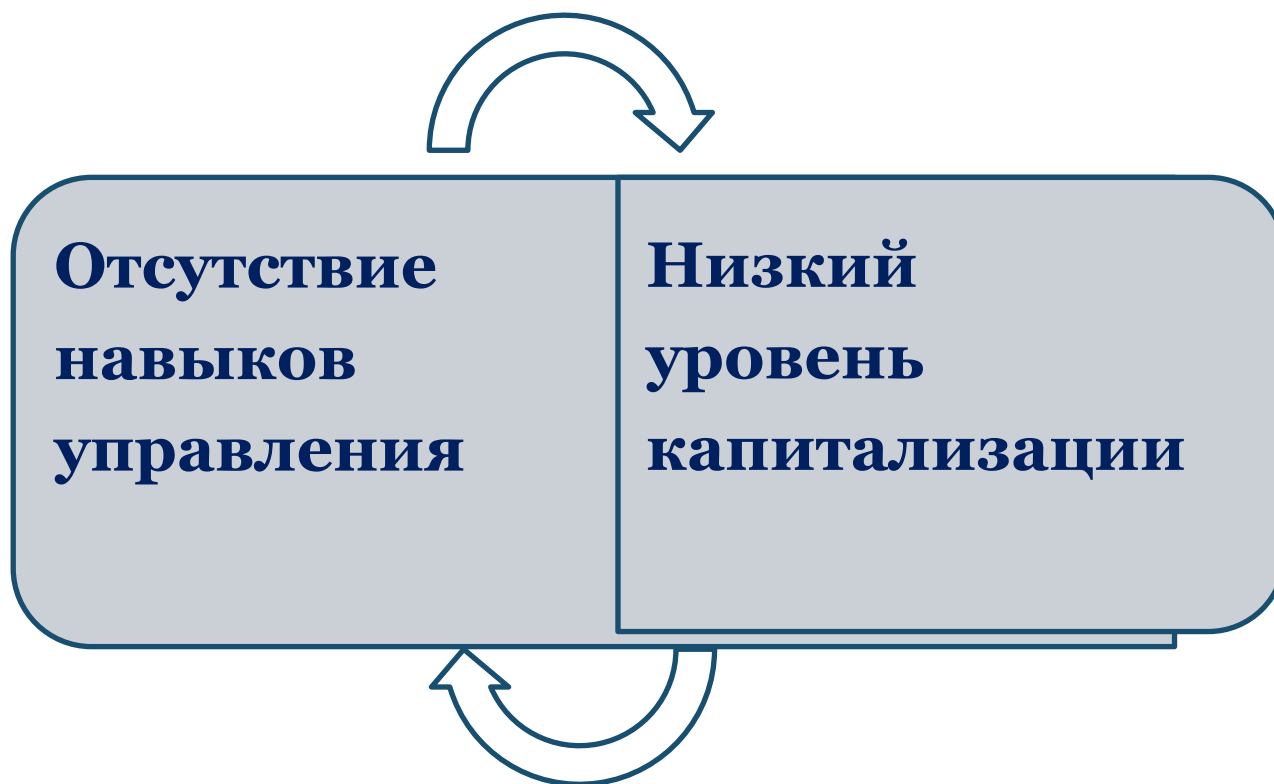 Отсутствие
навыков
управления
Низкий
уровень
капитализации